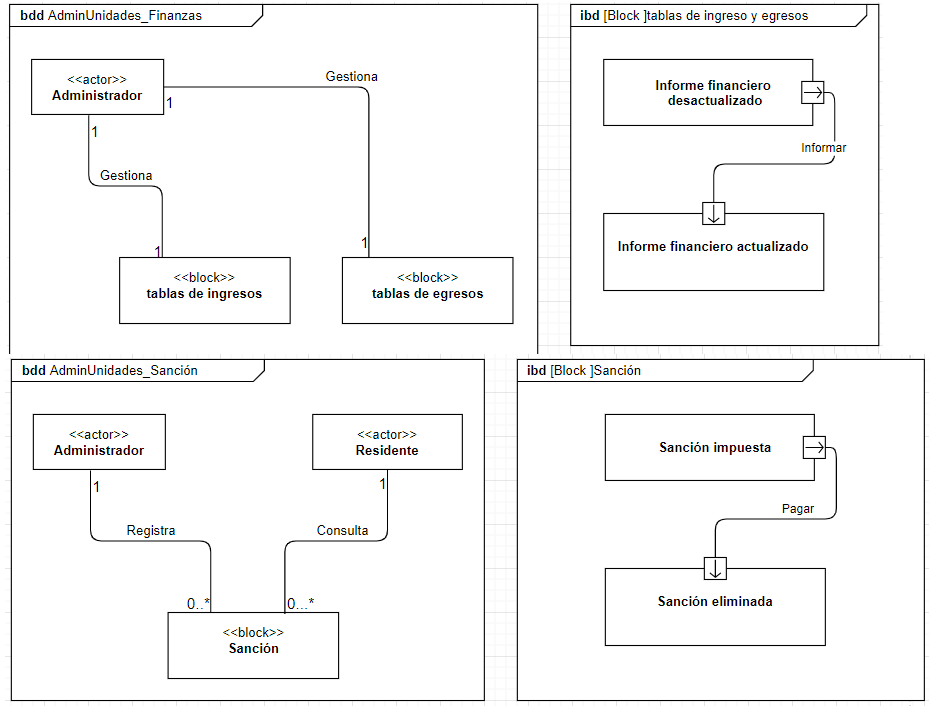 bdd AdminUnidades_Finanzas
<<actor>>
Administrador
1
Gestiona
1
Gestiona
1
1
<<block>>
tablas de ingresos
<<block>>
tablas de egresos
ibd [Block ]tablas de ingreso y egresos
Informe financiero
desactualizado
Informar
Informe financiero actualizado
bdd AdminUnidades_Sanción
<<actor>>
Administrador
<<actor>>
Residente
1
1
Registra
Consulta
0..*
0...*
<<block>>
Sanción
ibd [Block ]Sanción
Sanción impuesta
Pagar
Sanción eliminada